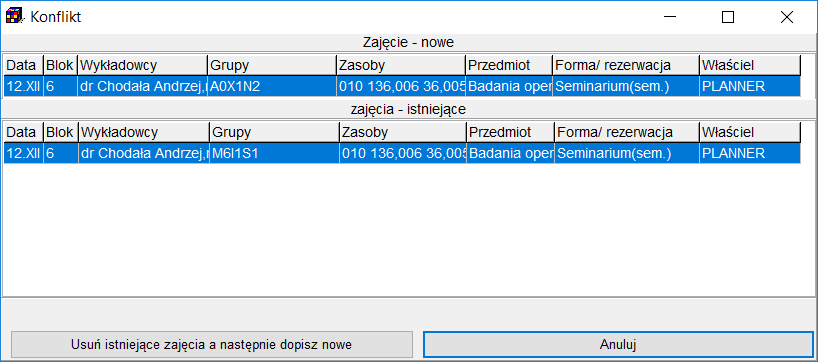 Konflikt
Zajęcie - nowe
Data Blok Wykładowcy Grupy Zasoby Przedmiot Forma/ rezerwacja Właściel
12.XII 6 dr Chodała Andrzej, A0X1N2 010 136,006 36,005 Badania oper Seminarium(sem.) PLANNER
zajęcia - istniejące
Data Blok Wykładowcy Grupy Zasoby Przedmiot Forma/ rezerwacja Właściel
12.XII 6 dr Chodała Andrzej, M6I1S1 010 136,006 36,005 Badania oper Seminarium(sem.) PLANNER
Usuń istniejące zajęcia a następnie dopisz nowe Anuluj